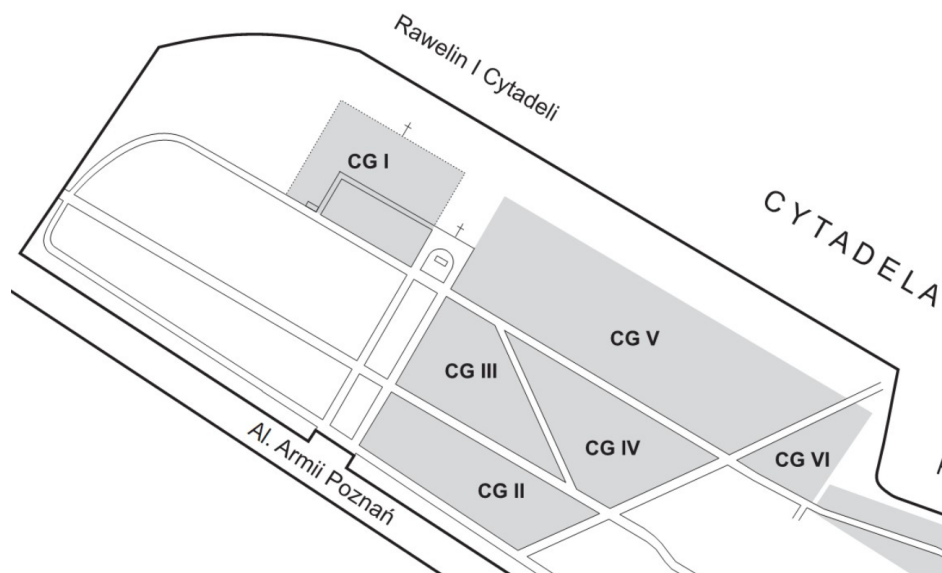 Rawelin I Cytadeli
CG I
CYTADELA
CG V
CG III
CG IV
CG VI
CG II
Al. Armii Poznań